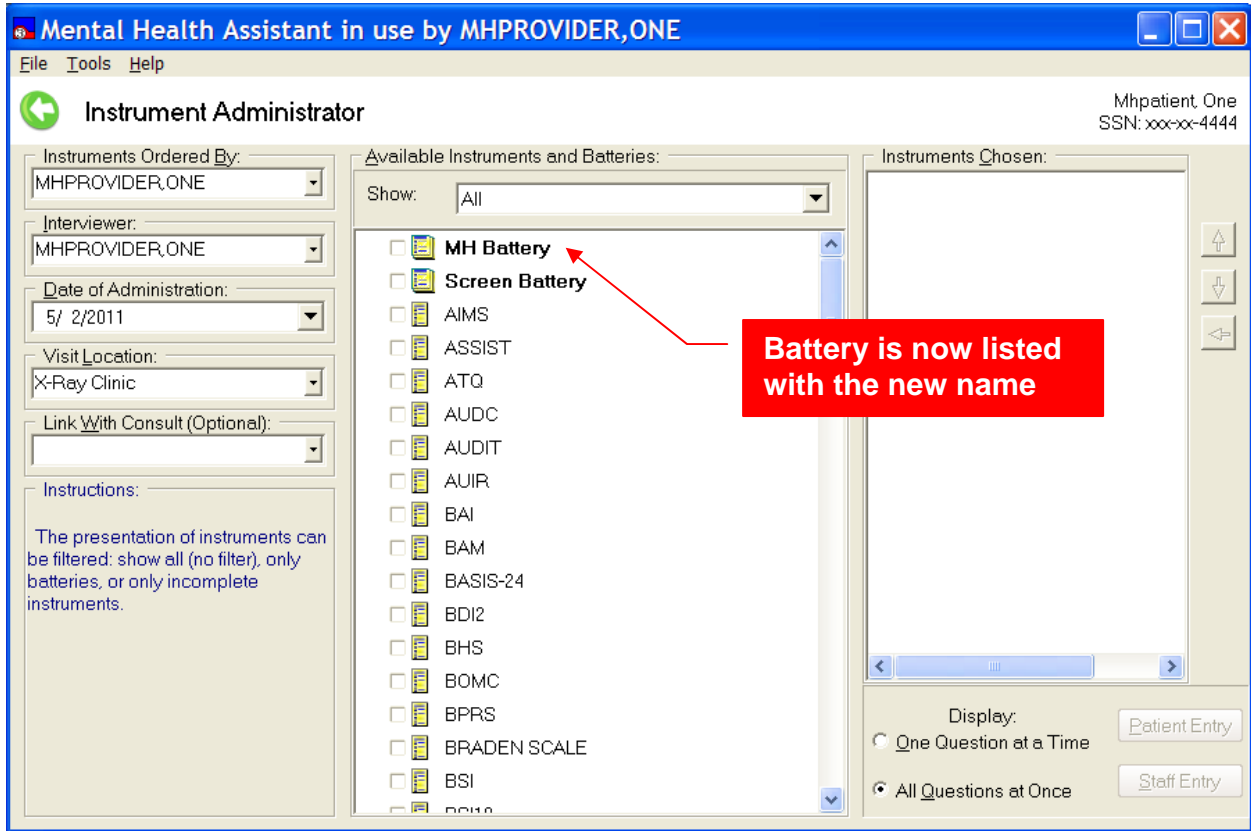 Mental Health Assistant in use by MHPROVIDER,ONE
File Tools Help
Instrument Administrator
Mhpatient, One
SSN: xxx-xx-4444
Instruments Ordered By:
MHPROVIDER,ONE
Interviewer:
MHPROVIDER,ONE
Date of Administration:
5/ 2/2011
Visit Location:
X-Ray Clinic
Link With Consult (Optional):
Instructions:
The presentation of instruments can
be filtered: show all (no filter), only
batteries, or only incomplete
instruments.
Available Instruments and Batteries:
Show: All
MH Battery
Screen Battery
AIMS
ASSIST
ATQ
AUDC
AUDIT
AUIR
BAI
BAM
BASIS-24
BDI2
BHS
BOMC
BPRS
BRADEN SCALE
BSI
Battery is now listed
with the new name
Instruments Chosen:
Display:
One Question at a Time
All Questions at Once
Patient Entry
Staff Entry